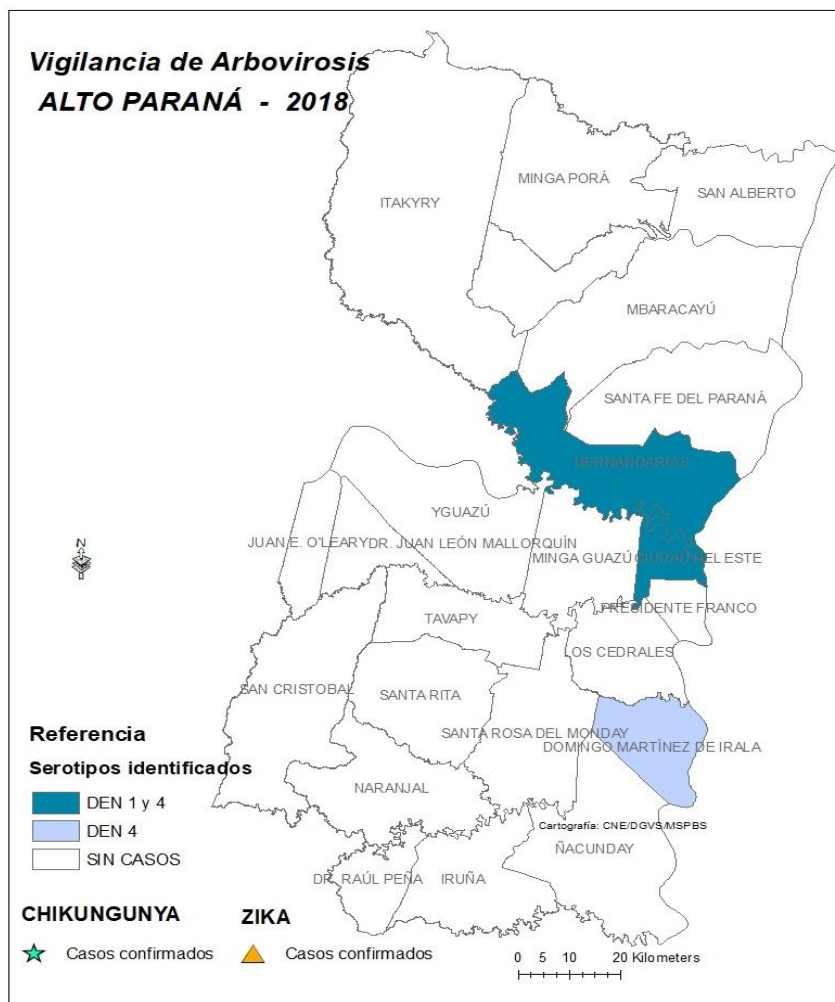 Vigilancia de Arbovirosis
ALTO PARANÁ - 2018
MINGA PORÁ
SAN ALBERTO
ITAKYRY
MBARACAYÚ
SANTA FE DEL PARANÁ
HERNANDARIAS
YGUAZÚ
JUAN E. O'LEARY
DR. JUAN LEÓN MALLORQUÍN
MINGA GUAZÚ
CIUDAD DEL ESTE
PRESIDENTE FRANCO
TAVAPY
LOS CEDRALES
SAN CRISTOBAL
SANTA RITA
SANTA ROSA DEL MONDAY
DOMINGO MARTÍNEZ DE IRALA
NARANJAL
Cartografía: CNE/DGVS/MSPBS
ÑACUNDAY
DR. RAÚL PEÑA
IRUÑA
N
Referencia
Serotipos identificados
DEN 1 y 4
DEN 4
SIN CASOS
CHIKUNGUNYA
ZIKA
Casos confirmados
Casos confirmados
0 5 10 20 Kilometers